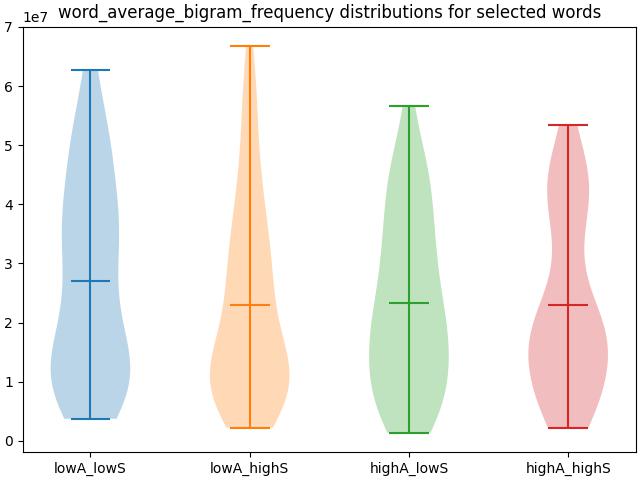 word_average_bigram_frequency distributions for selected words
1e7
7
6
5
4
3
2
1
0
lowA_lowS lowA_highS highA_lowS highA_highS